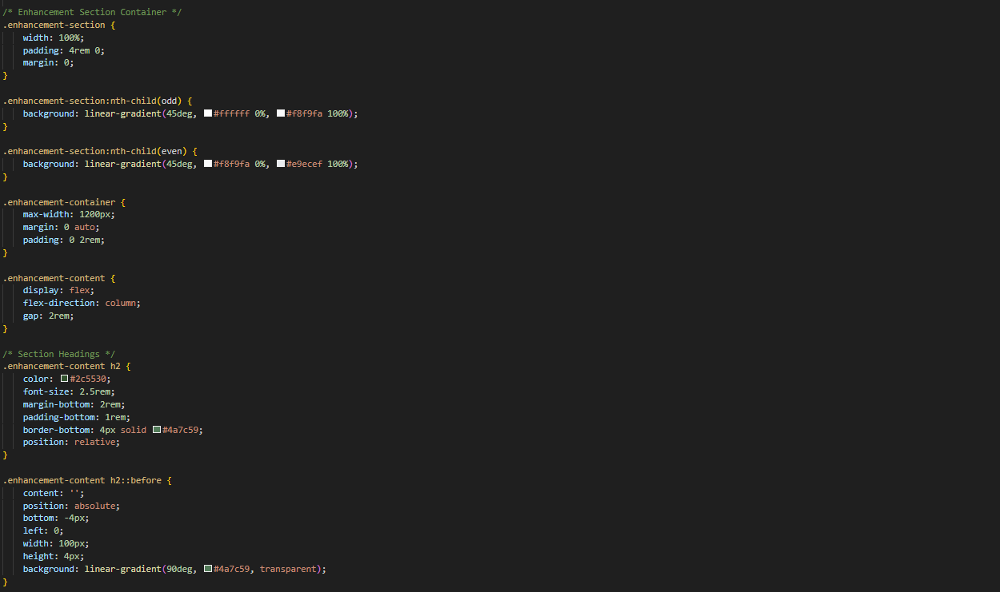 /* Enhancement Section Container */
.enhancement-section {
    width: 100%;
    padding: 4rem 0;
    margin: 0;
}

.enhancement-section:nth-child(odd) {
    background: linear-gradient(45deg, #ffffff 0%, #f8f9fa 100%);
}

.enhancement-section:nth-child(even) {
    background: linear-gradient(45deg, #f8f9fa 0%, #e9ecef 100%);
}

.enhancement-container {
    max-width: 1200px;
    margin: 0 auto;
    padding: 0 2rem;
}

.enhancement-content {
    display: flex;
    flex-direction: column;
    gap: 2rem;
}

/* Section Headings */
.enhancement-content h2 {
    color: #2c5530;
    font-size: 2.5rem;
    margin-bottom: 2rem;
    padding-bottom: 1rem;
    border-bottom: 4px solid #4a7c59;
    position: relative;
}

.enhancement-content h2::before {
    content: '';
    position: absolute;
    bottom: -4px;
    left: 0;
    width: 100px;
    height: 4px;
    background: linear-gradient(90deg, #4a7c59, transparent);
}